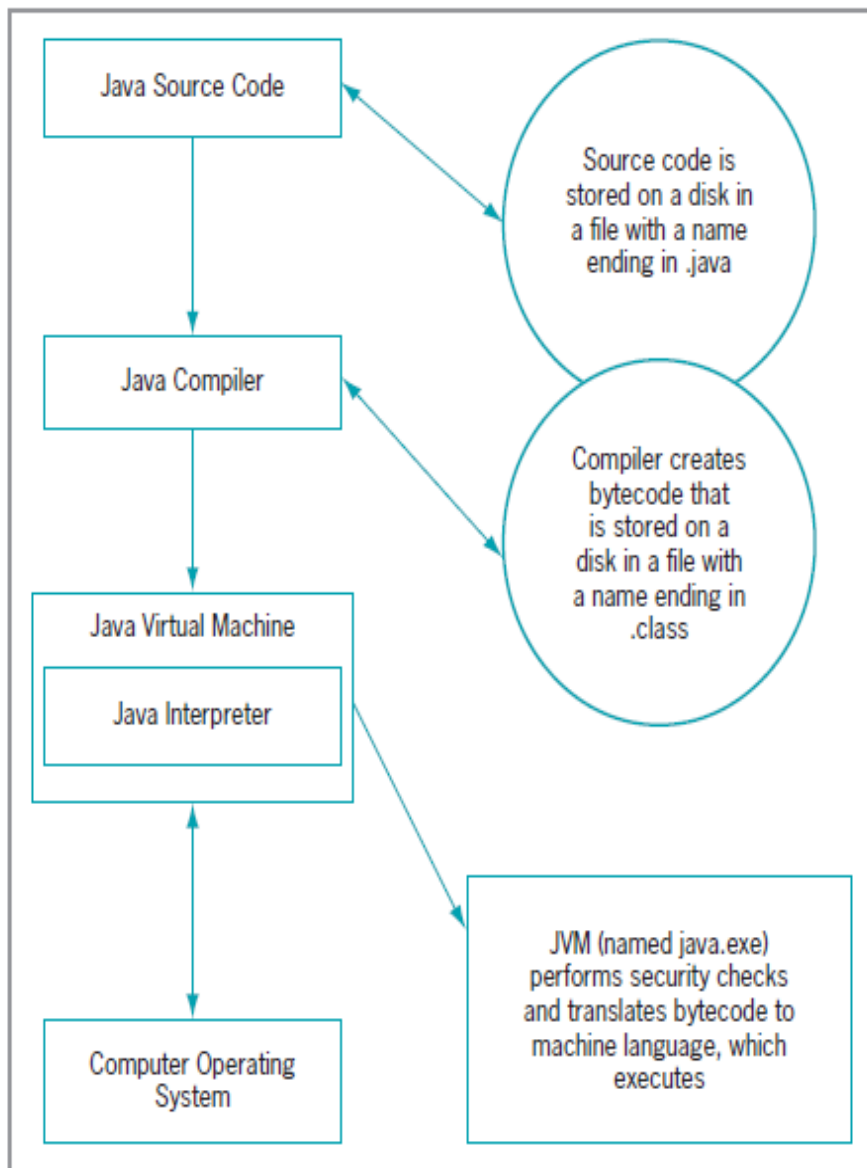 Java Source Code
Source code is
stored on a disk in
a file with a name
ending in .java
Java Compiler
Compiler creates
bytecode that
is stored on a
disk in a file with
a name ending in
.class
Java Virtual Machine
Java Interpreter
JVM (named java.exe)
performs security checks
and translates bytecode to
machine language, which
executes
Computer Operating
System